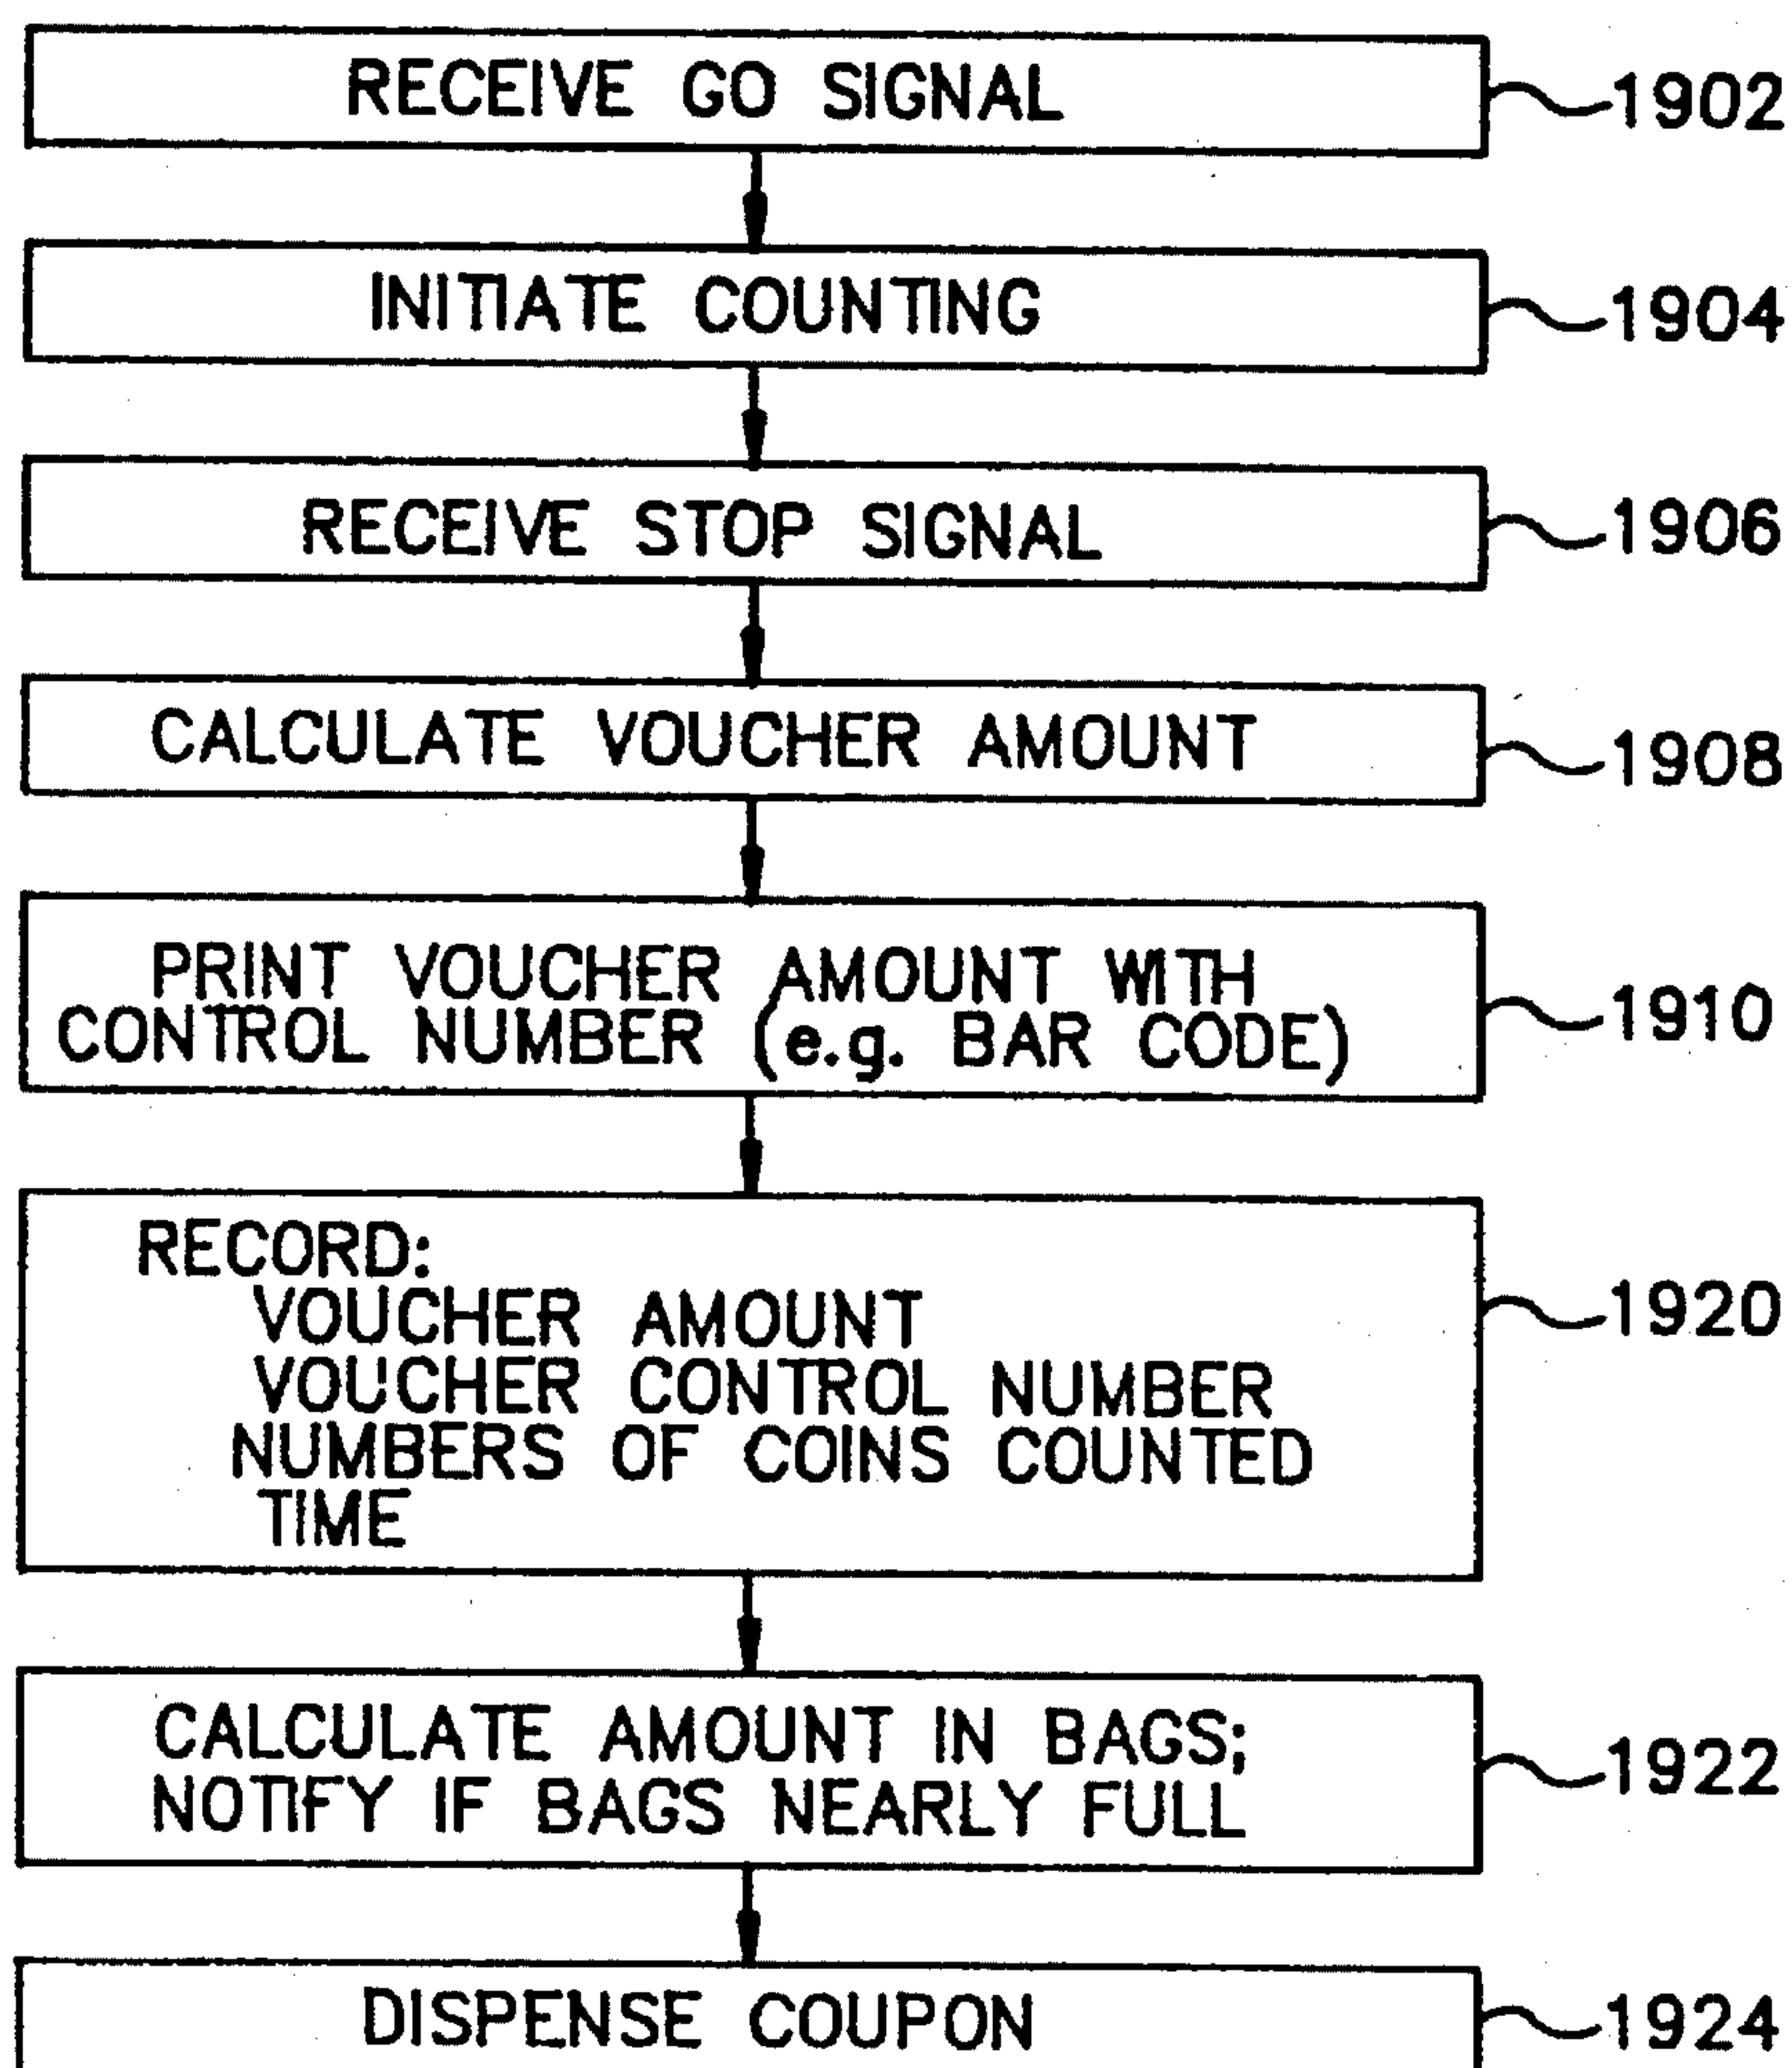 RECEIVE GO SIGNAL 1902
INITIATE COUNTING 1904
RECEIVE STOP SIGNAL 1906
CALCULATE VOUCHER AMOUNT 1908
PRINT VOUCHER AMOUNT WITH
CONTROL NUMBER (e.g. BAR CODE) 1910
RECORD:
VOUCHER AMOUNT 1920
VOUCHER CONTROL NUMBER
NUMBERS OF COINS COUNTED
TIME
CALCULATE AMOUNT IN BAGS;
NOTIFY IF BAGS NEARLY FULL 1922
DISPENSE COUPON 1924